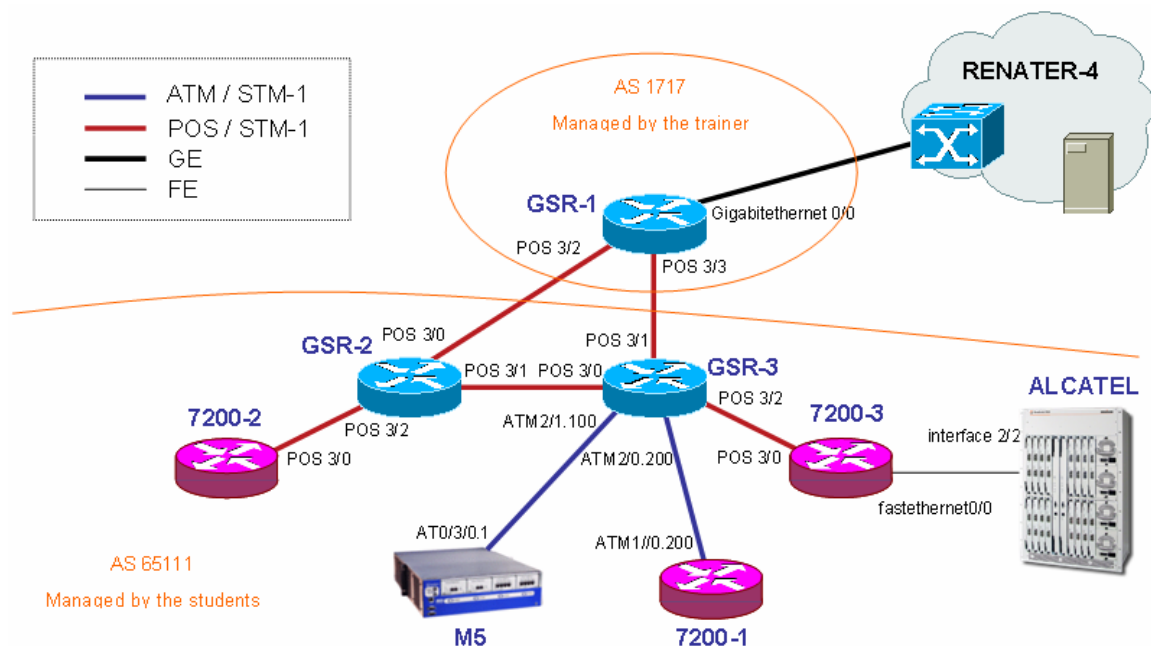 ATM / STM-1
POS / STM-1
GE
FE
AS 1717
Managed by the trainer
RENATER-4
GSR-1
Gigabitethernet 0/0
POS 3/2
POS 3/3
POS 3/0
POS 3/1
GSR-2
POS 3/1
POS 3/0
GSR-3
7200-2
POS 3/2
POS 3/0
ATM2/1.100
POS 3/2
7200-3
ALCATEL
ATM2/0.200
POS 3/0
interface 2/2
fastethernet0/0
AT0/3/0.1
ATM1//0.200
AS 65111
Managed by the students
M5
7200-1